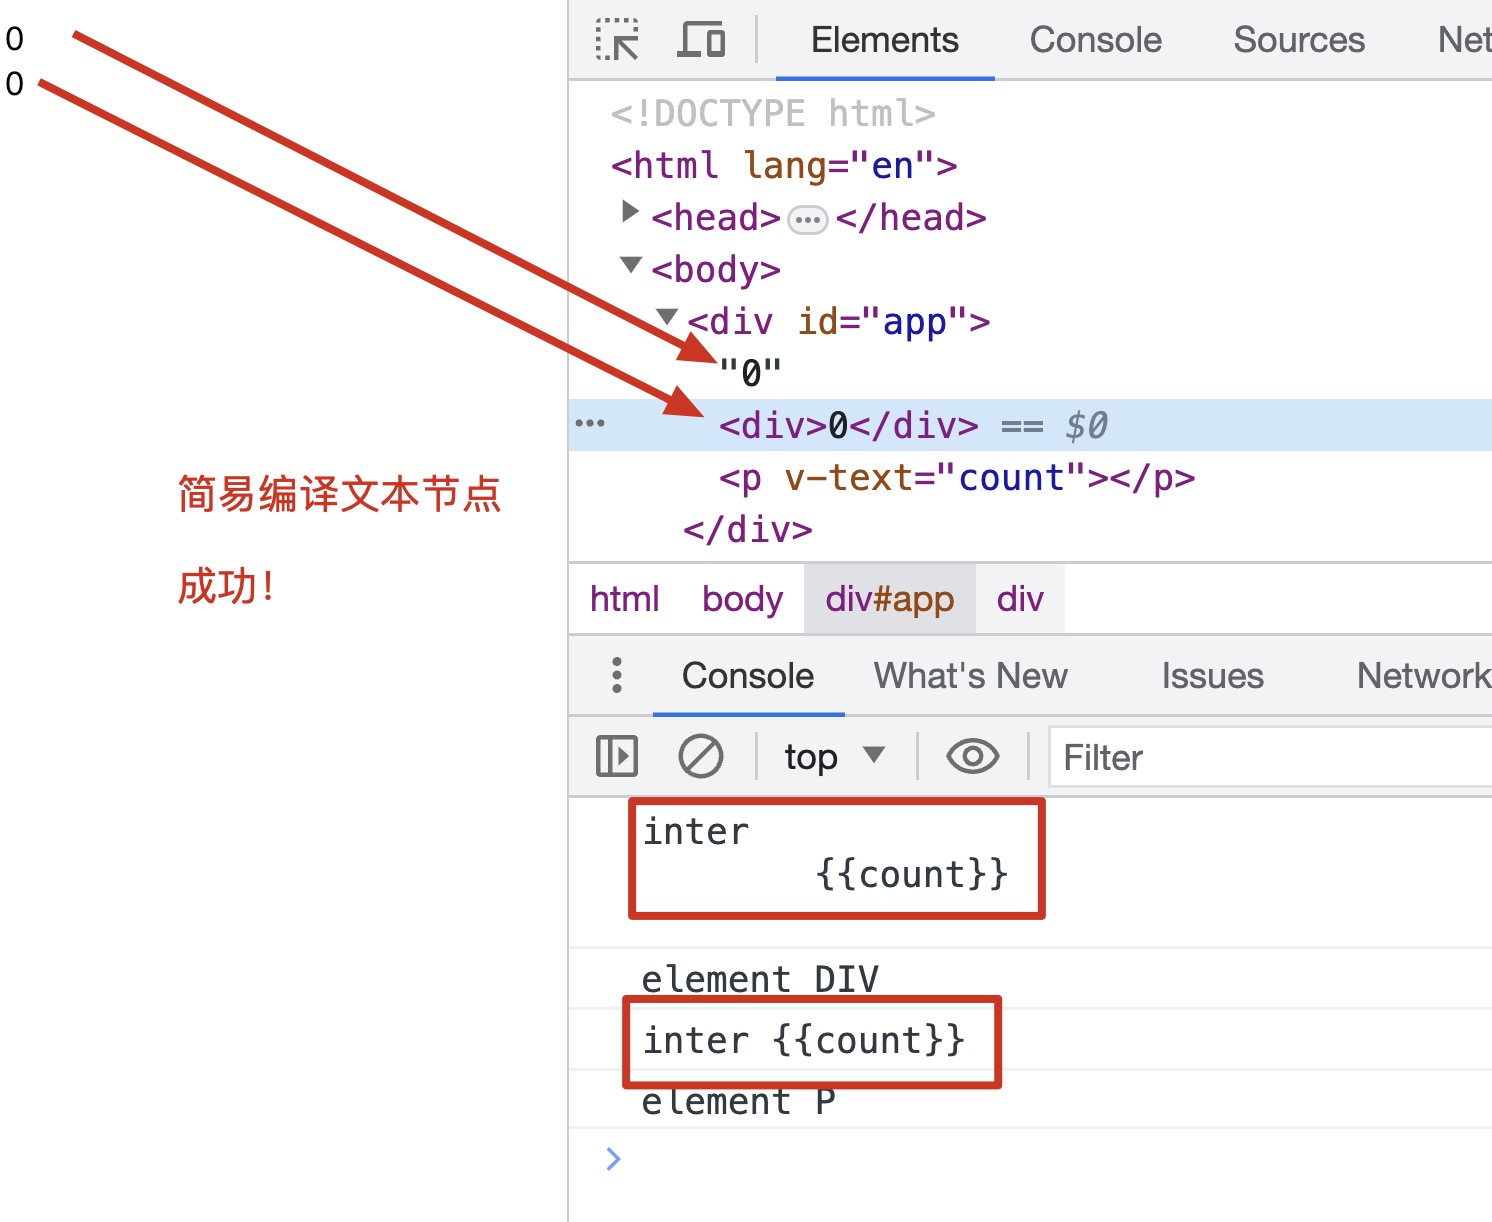 0
0
简易编译文本节点
成功！
Elements Console Sources Net
<!DOCTYPE html>
<html lang="en">
<head>…</head>
<body>
<div id="app">
"0"
<div>0</div> == $0
<p v-text="count"></p>
</div>
html body div#app div
Console What's New Issues Network
top Filter
inter
{{count}}
element DIV
inter {{count}}
element P